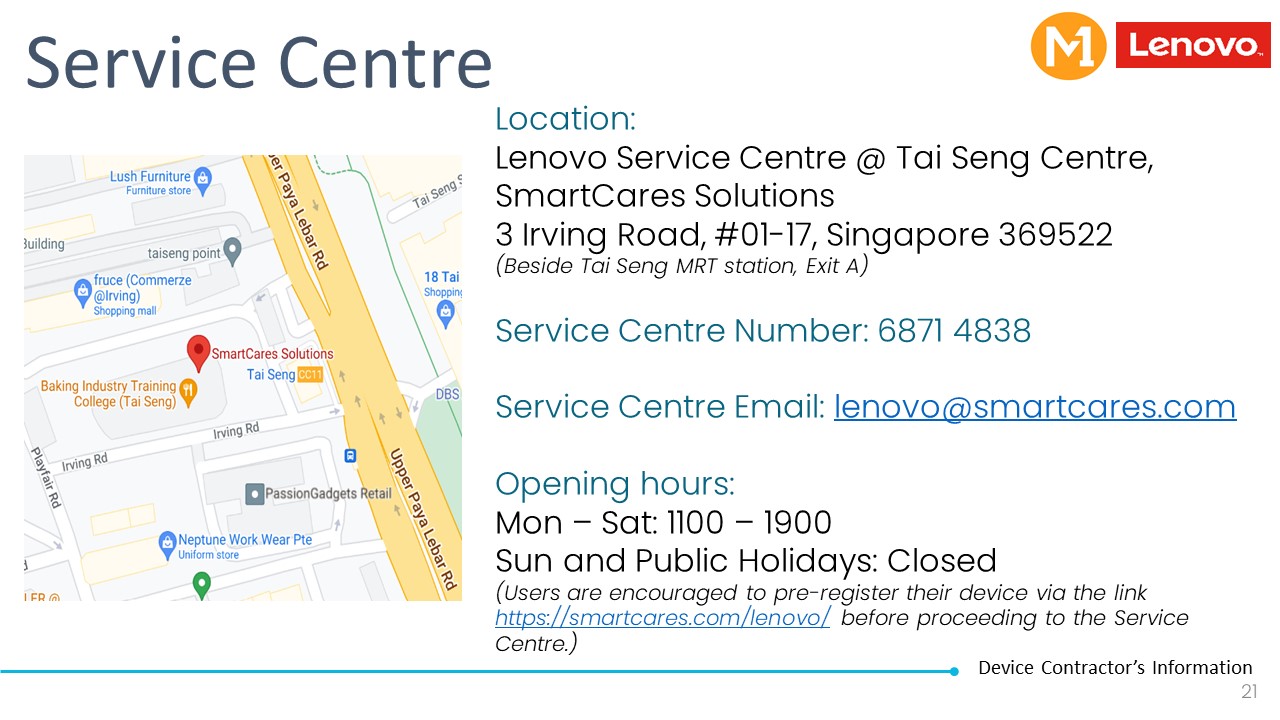 Service Centre
M1
Lenovo™
Location:
Lenovo Service Centre @ Tai Seng Centre,
SmartCares Solutions
3 Irving Road, #01-17, Singapore 369522
(Beside Tai Seng MRT station, Exit A)
Service Centre Number: 6871 4838
Service Centre Email: lenovo@smartcares.com
Opening hours:
Mon – Sat: 1100 – 1900
Sun and Public Holidays: Closed
(Users are encouraged to pre-register their device via the link
https://smartcares.com/lenovo/ before proceeding to the Service
Centre.)
Lush Furniture
Furniture store
per Paya Lebar Rd
Tai Seng S
Building
taiseng point
fruce (Commerze
@Irving)
Shopping mall
18 Tai
Shopping
SmartCares Solutions
Tai Seng CC11
Baking Industry Training
College (Tai Seng)
DBS
Irving Rd
Irving Rd
Playfair Rd
Upper Paya Lebar Rd
PassionGadgets Retail
Neptune Work Wear Pte
Uniform store
LER @
Device Contractor’s Information
21